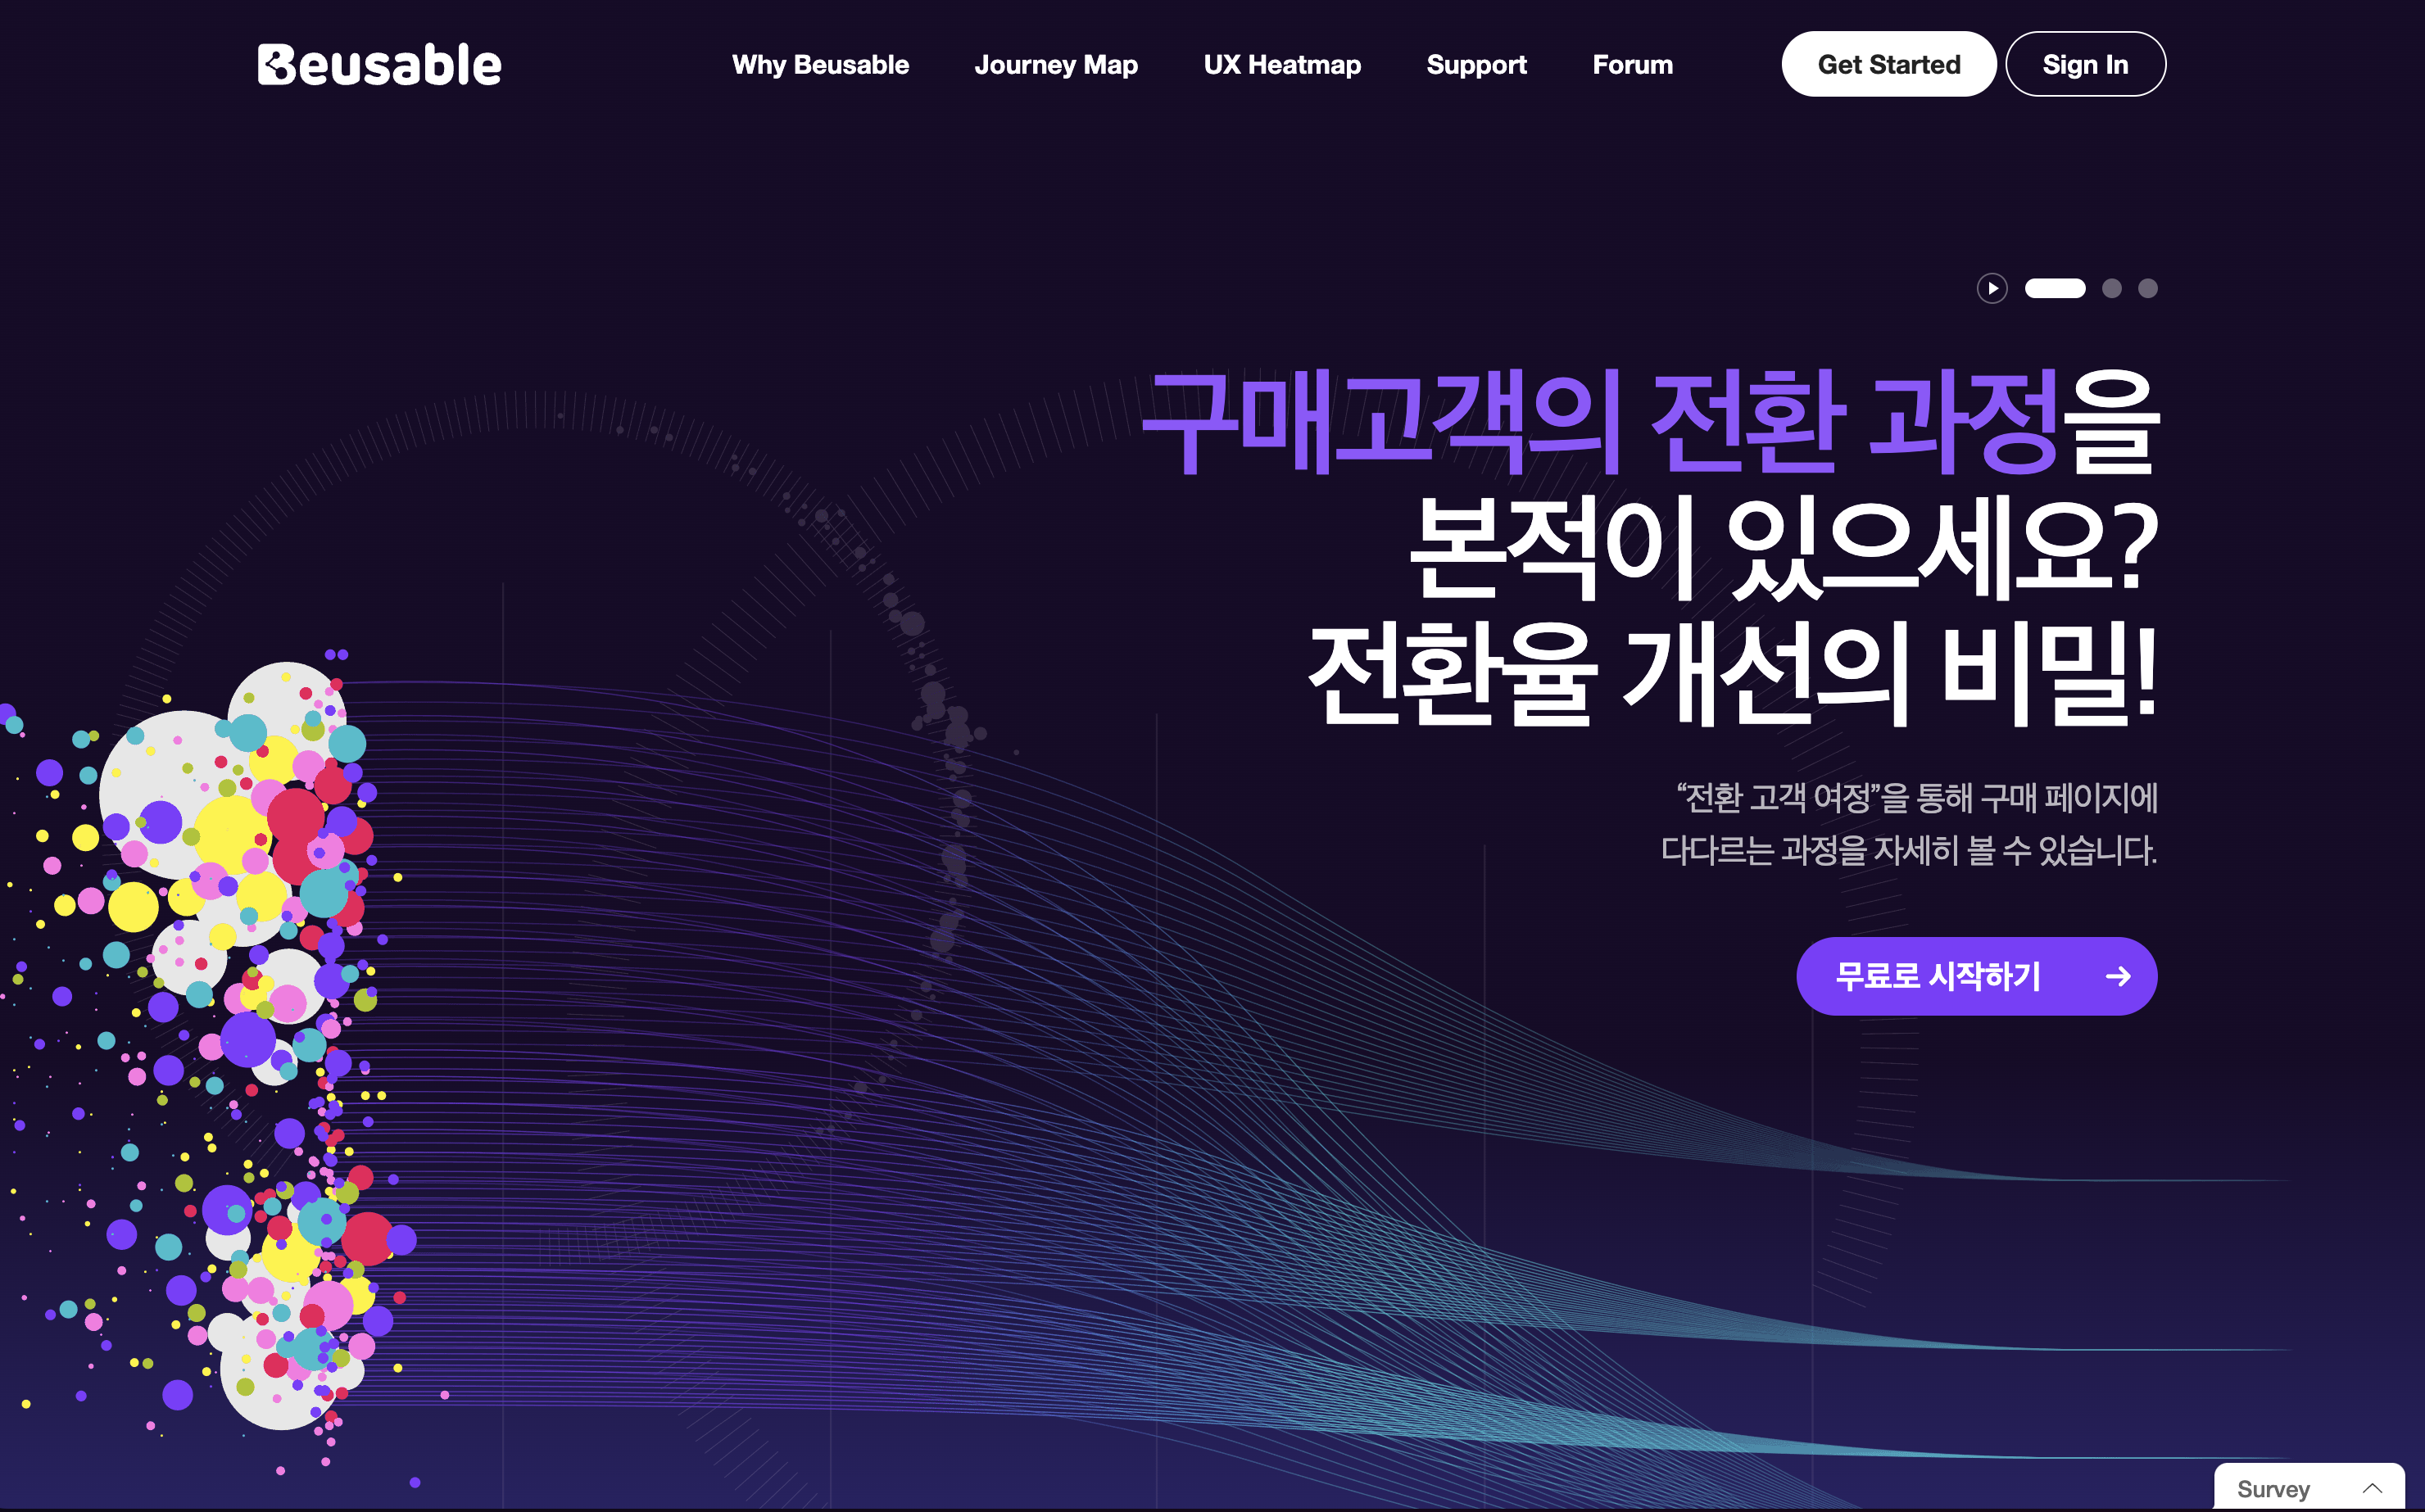 Beusable
Why Beusable
Journey Map
UX Heatmap
Support
Forum
Get Started
Sign In
구매고객의 전환 과정을
본적이 있으세요?
전환율 개선의 비밀!
“전환 고객 여정”을 통해 구매 페이지에
다다르는 과정을 자세히 볼 수 있습니다.
무료로 시작하기
Survey